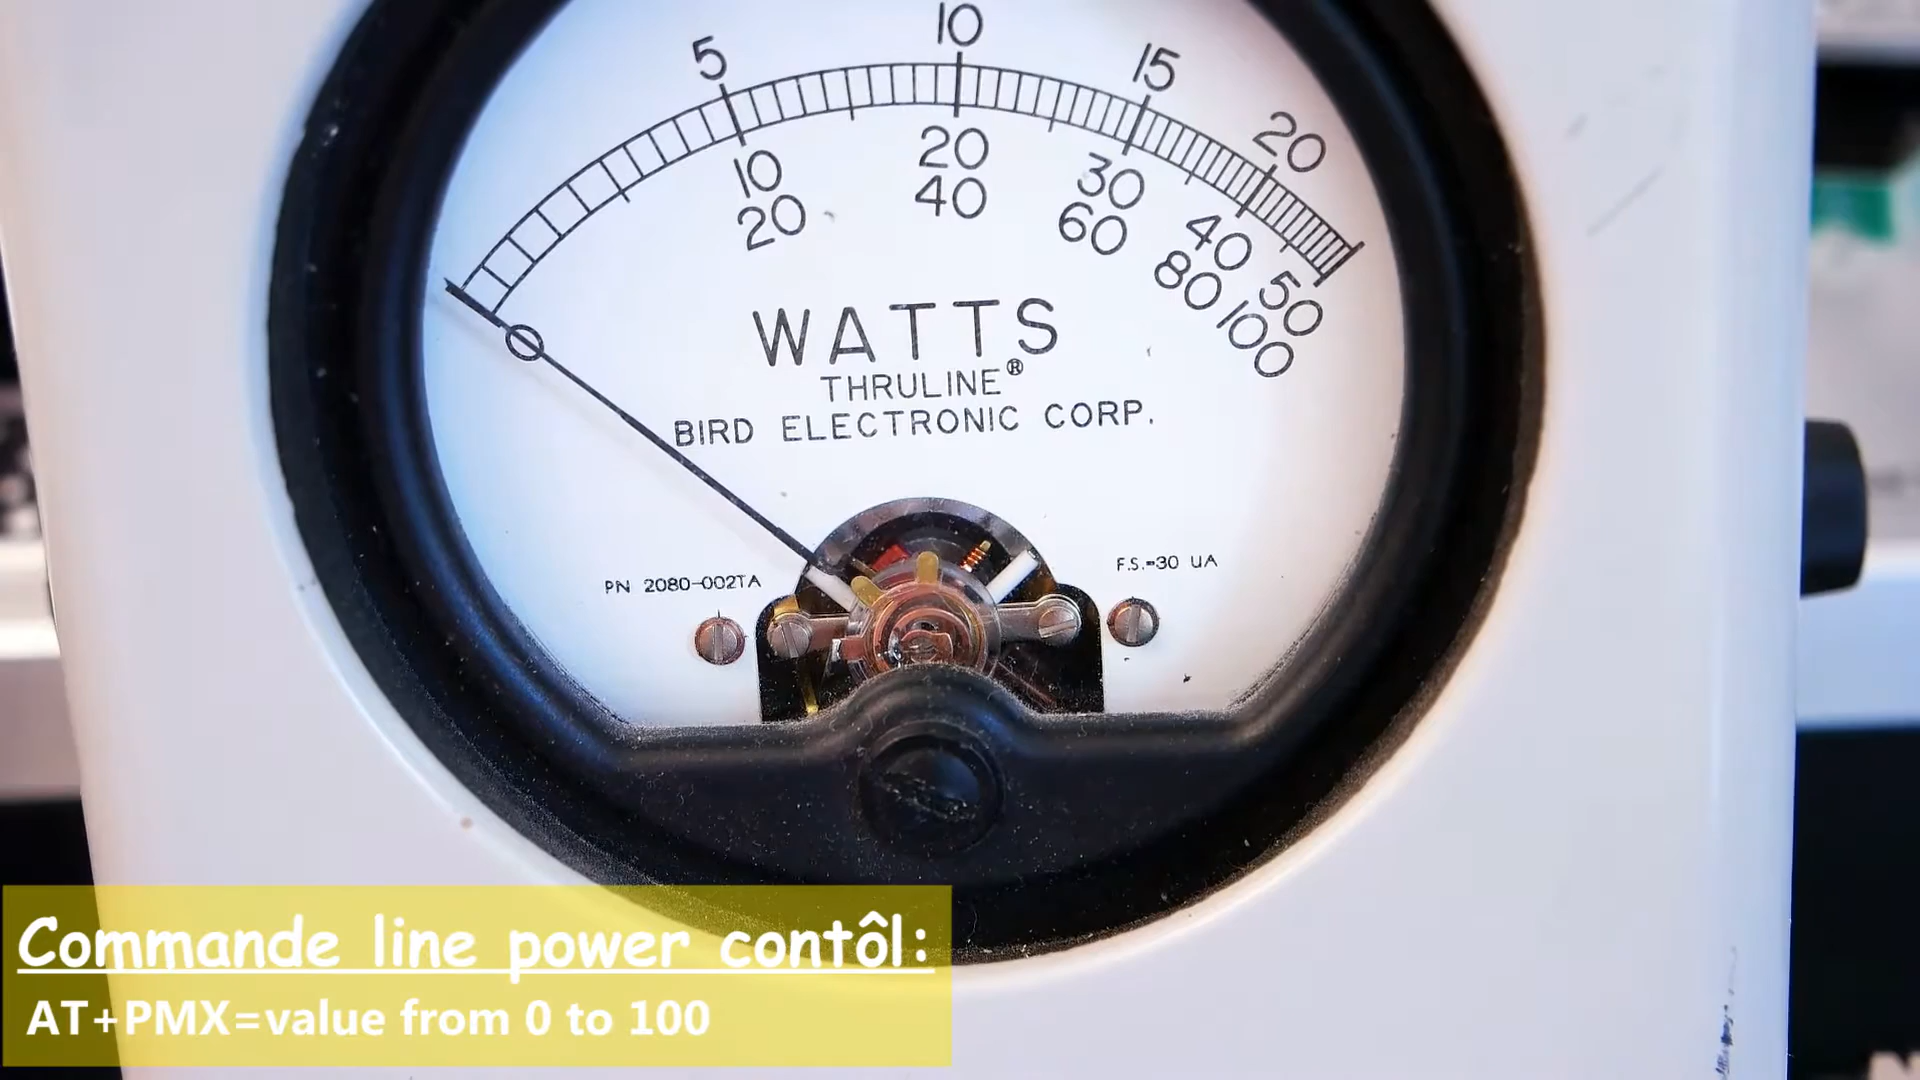 5 10 15 20
10 20 30 40 50
20 40 60 80 100
0
WATTS
THRULINE®
BIRD ELECTRONIC CORP.
PN 2080-002TA
F.S.=30 UA
Commande line power contôl:
AT+PMX=value from 0 to 100